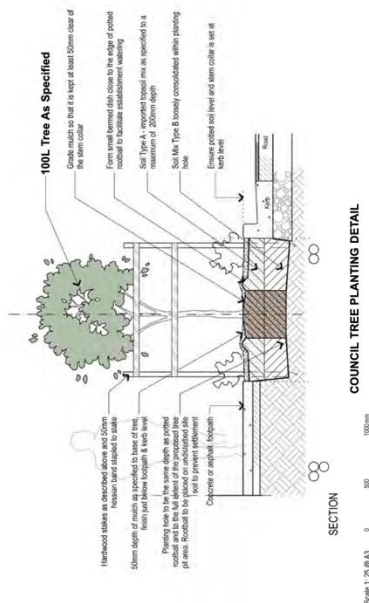 100L Tree As Specified
Grade mulch so that it is kept at least 50mm clear of
the stem collar
Form small bermed dish close to the edge of potted
rootball to facilitate establishment watering
Soil Type A - imported topsoil mix as specified to a
maximum of 200mm depth
Soil Mix Type B loosely consolidated within planting
hole
Ensure potted soil level and stem collar is set at
kerb level
Road
Kerb
Hardwood stakes as described above and 50mm
hessian band stapled to stake
50mm depth of mulch as specified to base of tree,
finish just below footpath & kerb level
Planting hole to be the same depth as potted
rootball and to the full extent of the proposed tree
pit area. Rootball to be placed on undisturbed site
soil to prevent settlement
Concrete or asphalt footpath
SECTION
COUNCIL TREE PLANTING DETAIL
Scale 1: 25 @ A3
0 500 1000mm